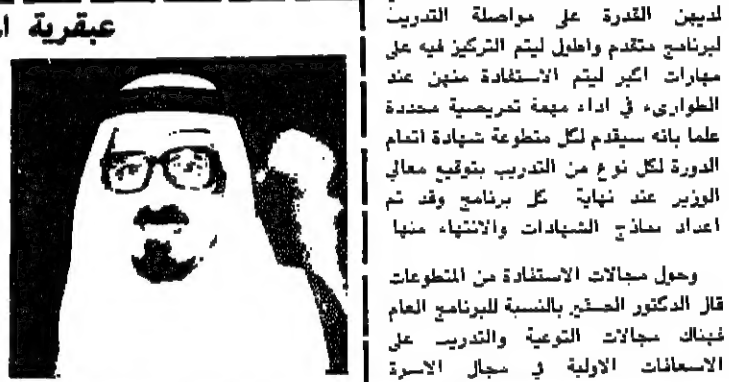 لديهن القدرة على مواصلة التدريب
لبرنامج متقدم واطول ليتم التركيز فيه على
مهارات اكبر ليتم الاستفادة منهن عند
الطوارىء في اداء مهمة تمريضية محددة
علما بانه سيقدم لكل متطوعة شهادة اتمام
الدورة لكل نوع من التدريب بتوقيع معالي
الوزير عند نهاية كل برنامج وقد تم
اعداد نماذج الشهادات والانتهاء منها
وحول مجالات الاستفادة من المتطوعات
قال الدكتور الصقير بالنسبة للبرنامج العام
فهناك مجالات التوعية والتدريب على
الاسعافات الاولية في مجال الاسرة
عبقرية